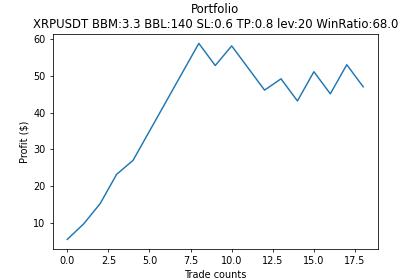 Portfolio
XRPUSDT BBM:3.3 BBL:140 SL:0.6 TP:0.8 lev:20 WinRatio:68.0
60
50
40
30
20
10
Profit ($)
0.0 2.5 5.0 7.5 10.0 12.5 15.0 17.5
Trade counts